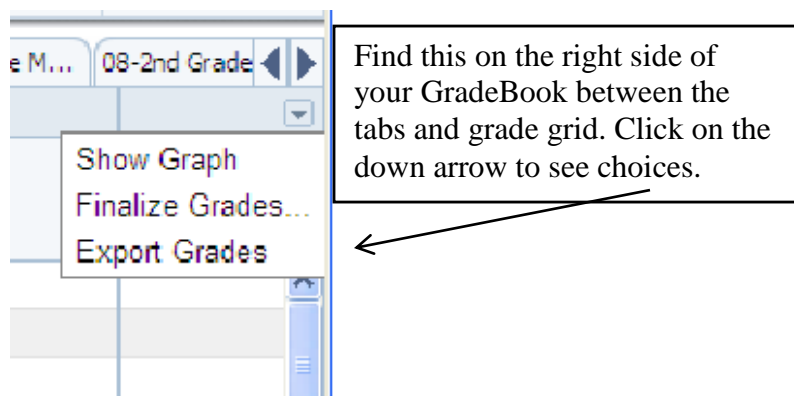 e M... 08-2nd Grade
Show Graph
Finalize Grades...
Export Grades
Find this on the right side of
your GradeBook between the
tabs and grade grid. Click on the
down arrow to see choices.